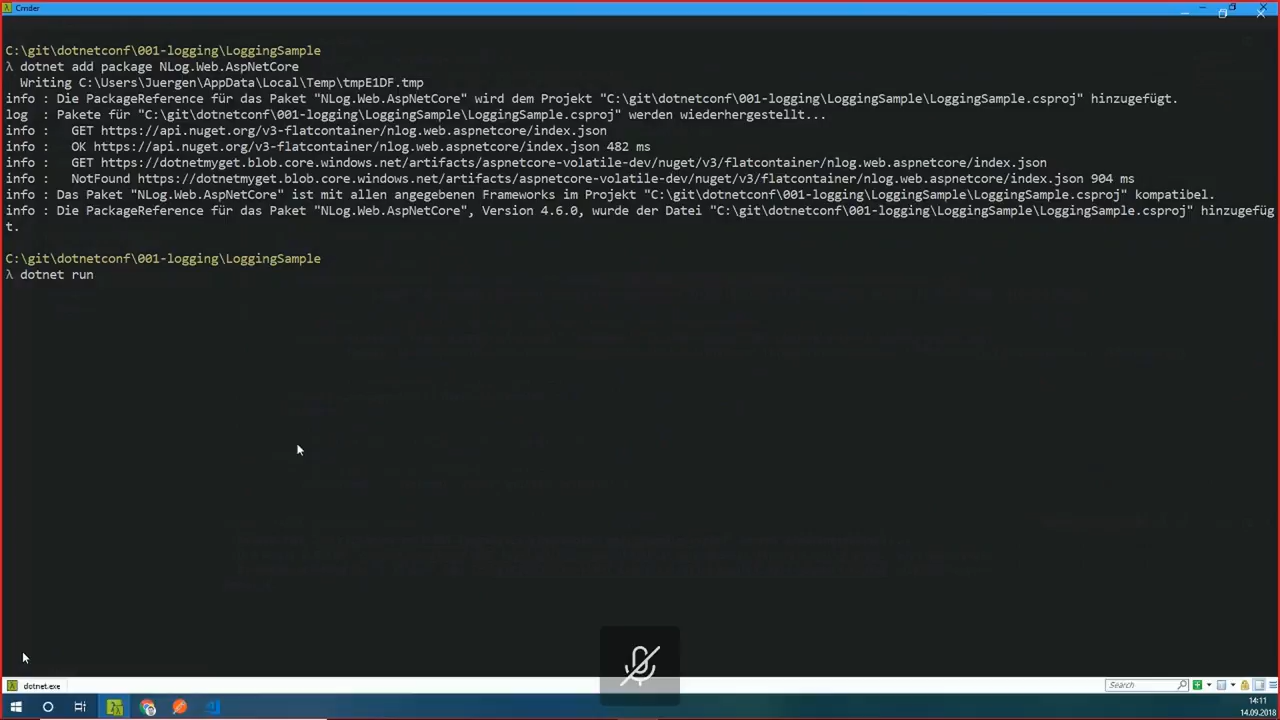 Cmder
C:\git\dotnetconf\001-logging\LoggingSample
λ dotnet add package NLog.Web.AspNetCore
Writing C:\Users\Juergen\AppData\Local\Temp\tmpE1DF.tmp
info : Die PackageReference für das Paket "NLog.Web.AspNetCore" wird dem Projekt "C:\git\dotnetconf\001-logging\LoggingSample\LoggingSample.csproj" hinzugefügt.
log  : Pakete für "C:\git\dotnetconf\001-logging\LoggingSample\LoggingSample.csproj" werden wiederhergestellt...
info :   GET https://api.nuget.org/v3-flatcontainer/nlog.web.aspnetcore/index.json
info :   OK https://api.nuget.org/v3-flatcontainer/nlog.web.aspnetcore/index.json 482 ms
info :   GET https://dotnetmyget.blob.core.windows.net/artifacts/aspnetcore-volatile-dev/nuget/v3/flatcontainer/nlog.web.aspnetcore/index.json
info :   NotFound https://dotnetmyget.blob.core.windows.net/artifacts/aspnetcore-volatile-dev/nuget/v3/flatcontainer/nlog.web.aspnetcore/index.json 904 ms
info : Das Paket "NLog.Web.AspNetCore" ist mit allen angegebenen Frameworks im Projekt "C:\git\dotnetconf\001-logging\LoggingSample\LoggingSample.csproj" kompatibel.
info : Die PackageReference für das Paket "NLog.Web.AspNetCore", Version 4.6.0, wurde der Datei "C:\git\dotnetconf\001-logging\LoggingSample\LoggingSample.csproj" hinzugefüg
t.
C:\git\dotnetconf\001-logging\LoggingSample
λ dotnet run
dotnet.exe
Search
14:11
14.09.2018